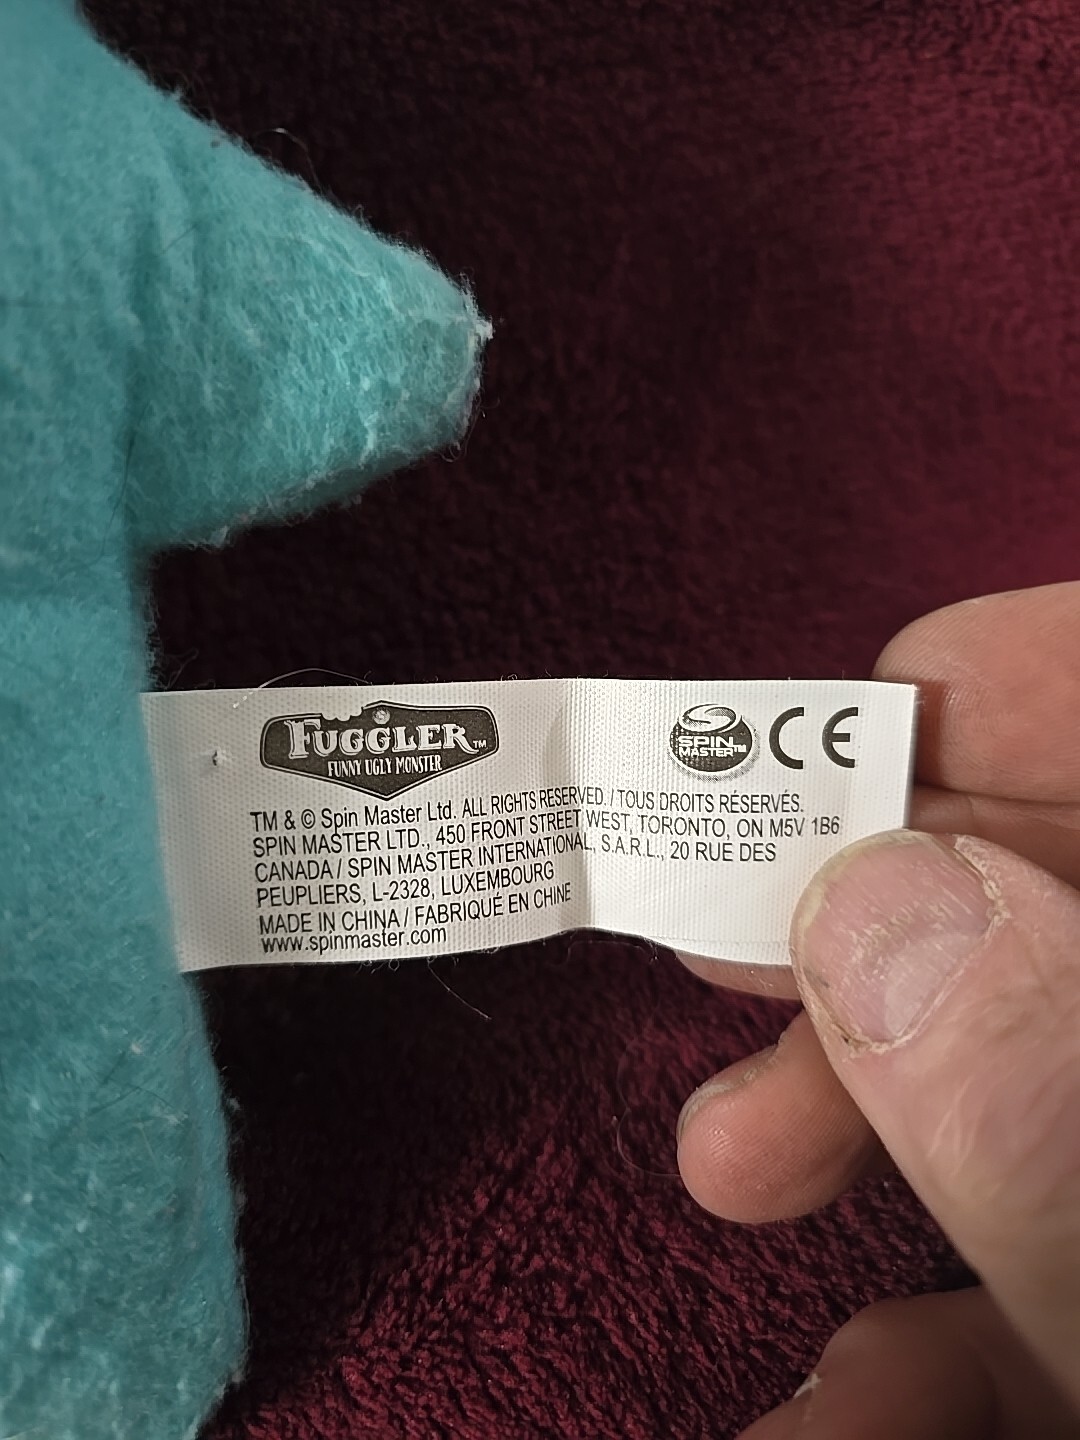 FUGGLER™
FUNNY UGLY MONSTER
SPIN
MASTER™
CE
TM & © Spin Master Ltd. ALL RIGHTS RESERVED. / TOUS DROITS RÉSERVÉS.
SPIN MASTER LTD., 450 FRONT STREET WEST, TORONTO, ON M5V 1B6
CANADA / SPIN MASTER INTERNATIONAL, S.A.R.L., 20 RUE DES
PEUPLIERS, L-2328, LUXEMBOURG
MADE IN CHINA / FABRIQUÉ EN CHINE
www.spinmaster.com